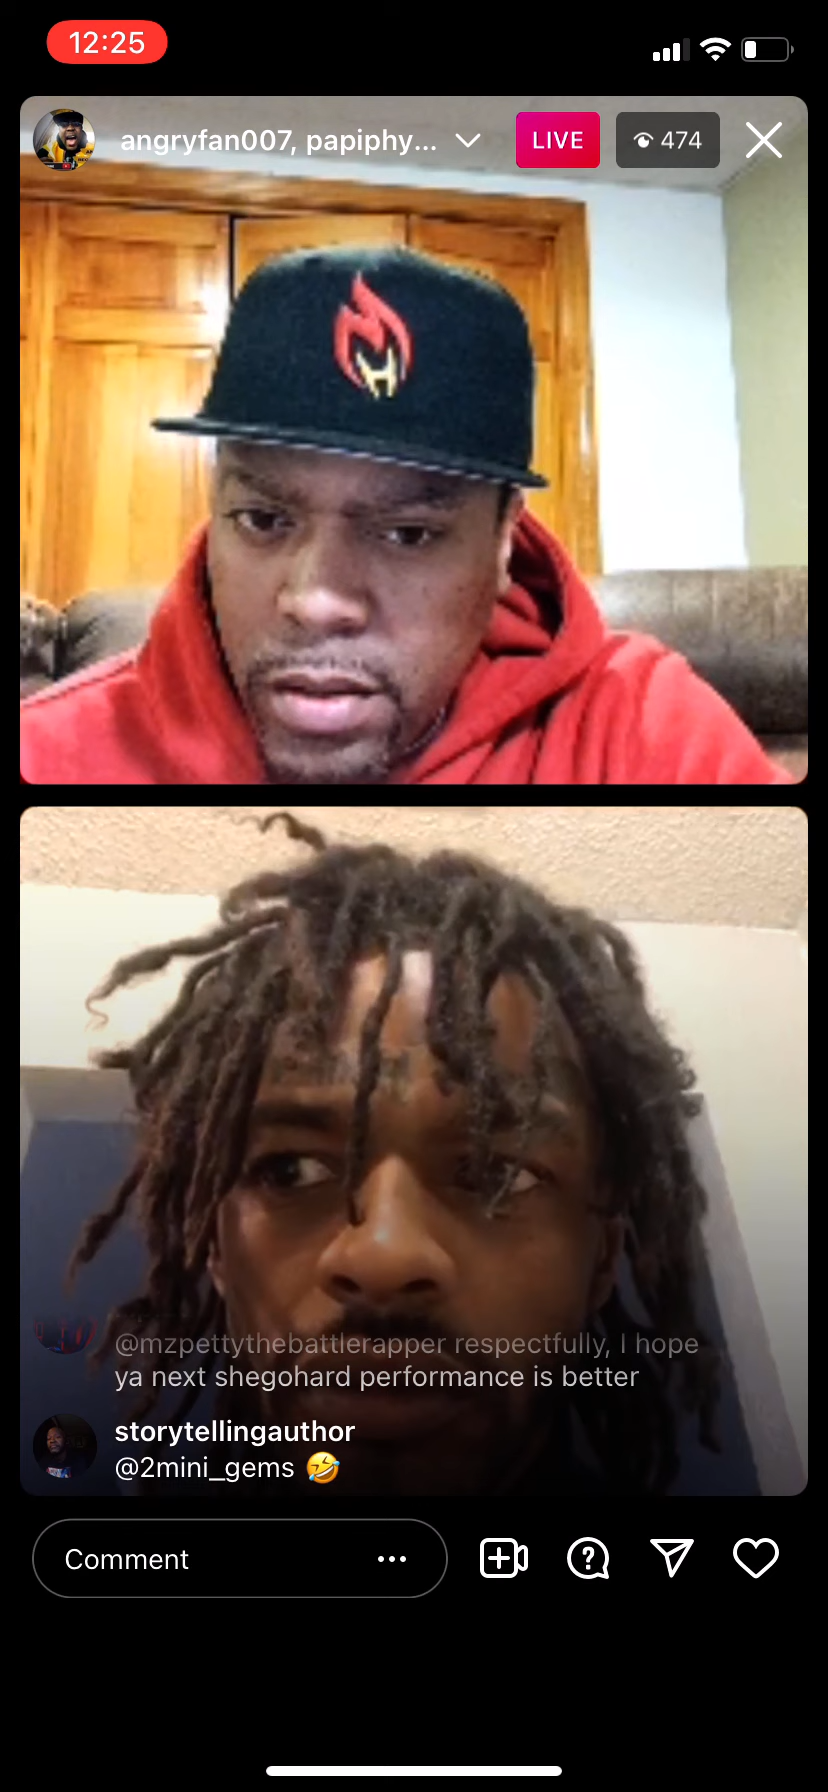 12:25
angryfan007, papiphy...
LIVE
474
@mzpettythebattlerapper respectfully, I hope
ya next shegohard performance is better
storytellingauthor
@2mini_gems 🤣
Comment